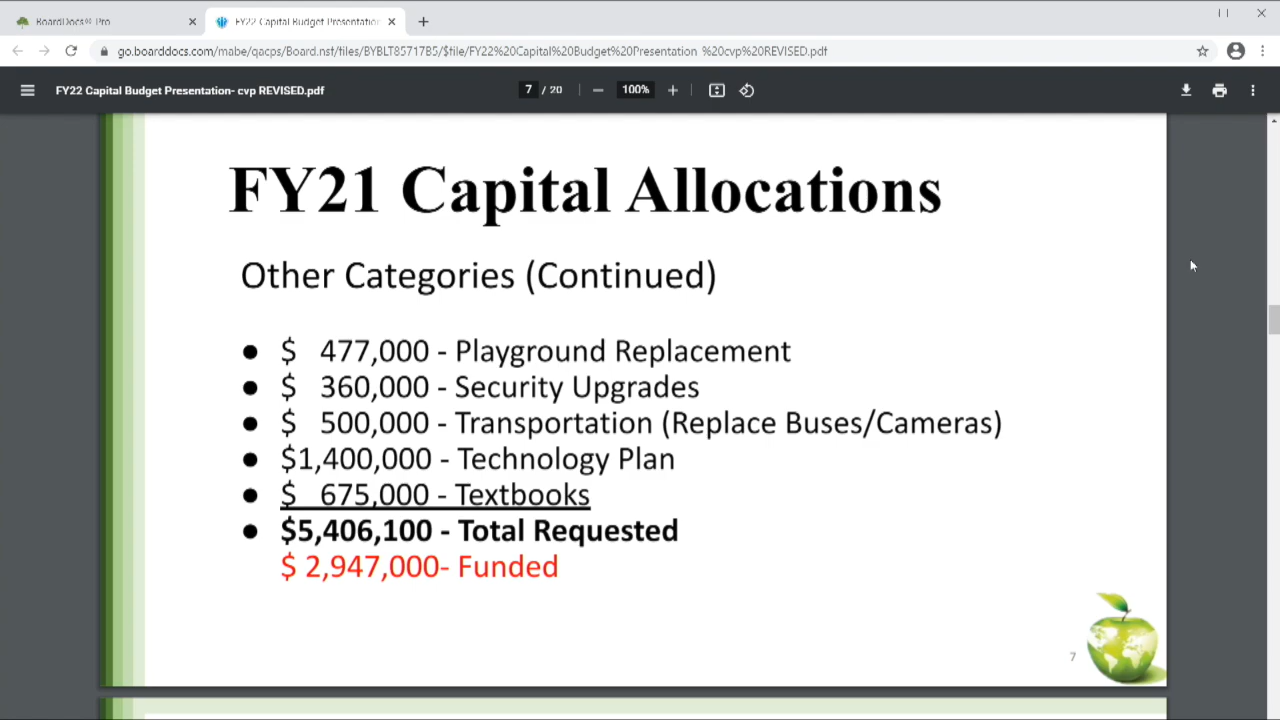 BoardDocs® Pro
FY22 Capital Budget Presentation
go.boarddocs.com/mabe/qacps/Board.nsf/files/BYBLT85717B5/$file/FY22%20Capital%20Budget%20Presentation_%20cvp%20REVISED.pdf
FY22 Capital Budget Presentation- cvp REVISED.pdf
7 / 20
100%
FY21 Capital Allocations
Other Categories (Continued)
● $ 477,000 - Playground Replacement
● $ 360,000 - Security Upgrades
● $ 500,000 - Transportation (Replace Buses/Cameras)
● $1,400,000 - Technology Plan
● $ 675,000 - Textbooks
● $5,406,100 - Total Requested
$ 2,947,000- Funded
7